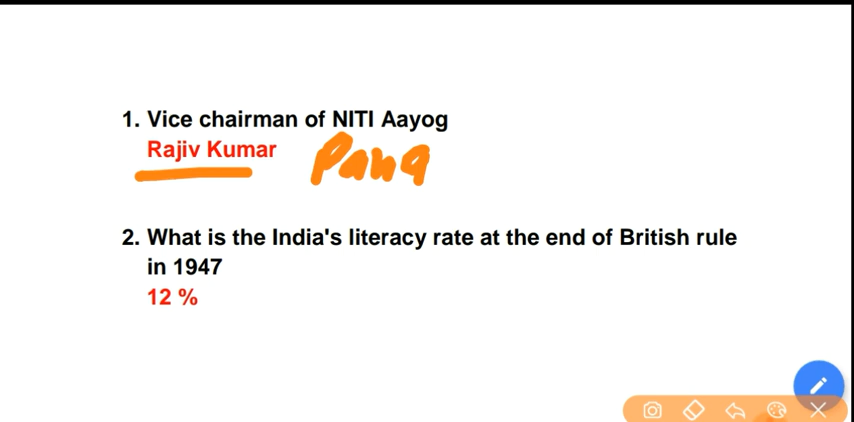 1. Vice chairman of NITI Aayog
Rajiv Kumar
2. What is the India's literacy rate at the end of British rule
in 1947
12 %